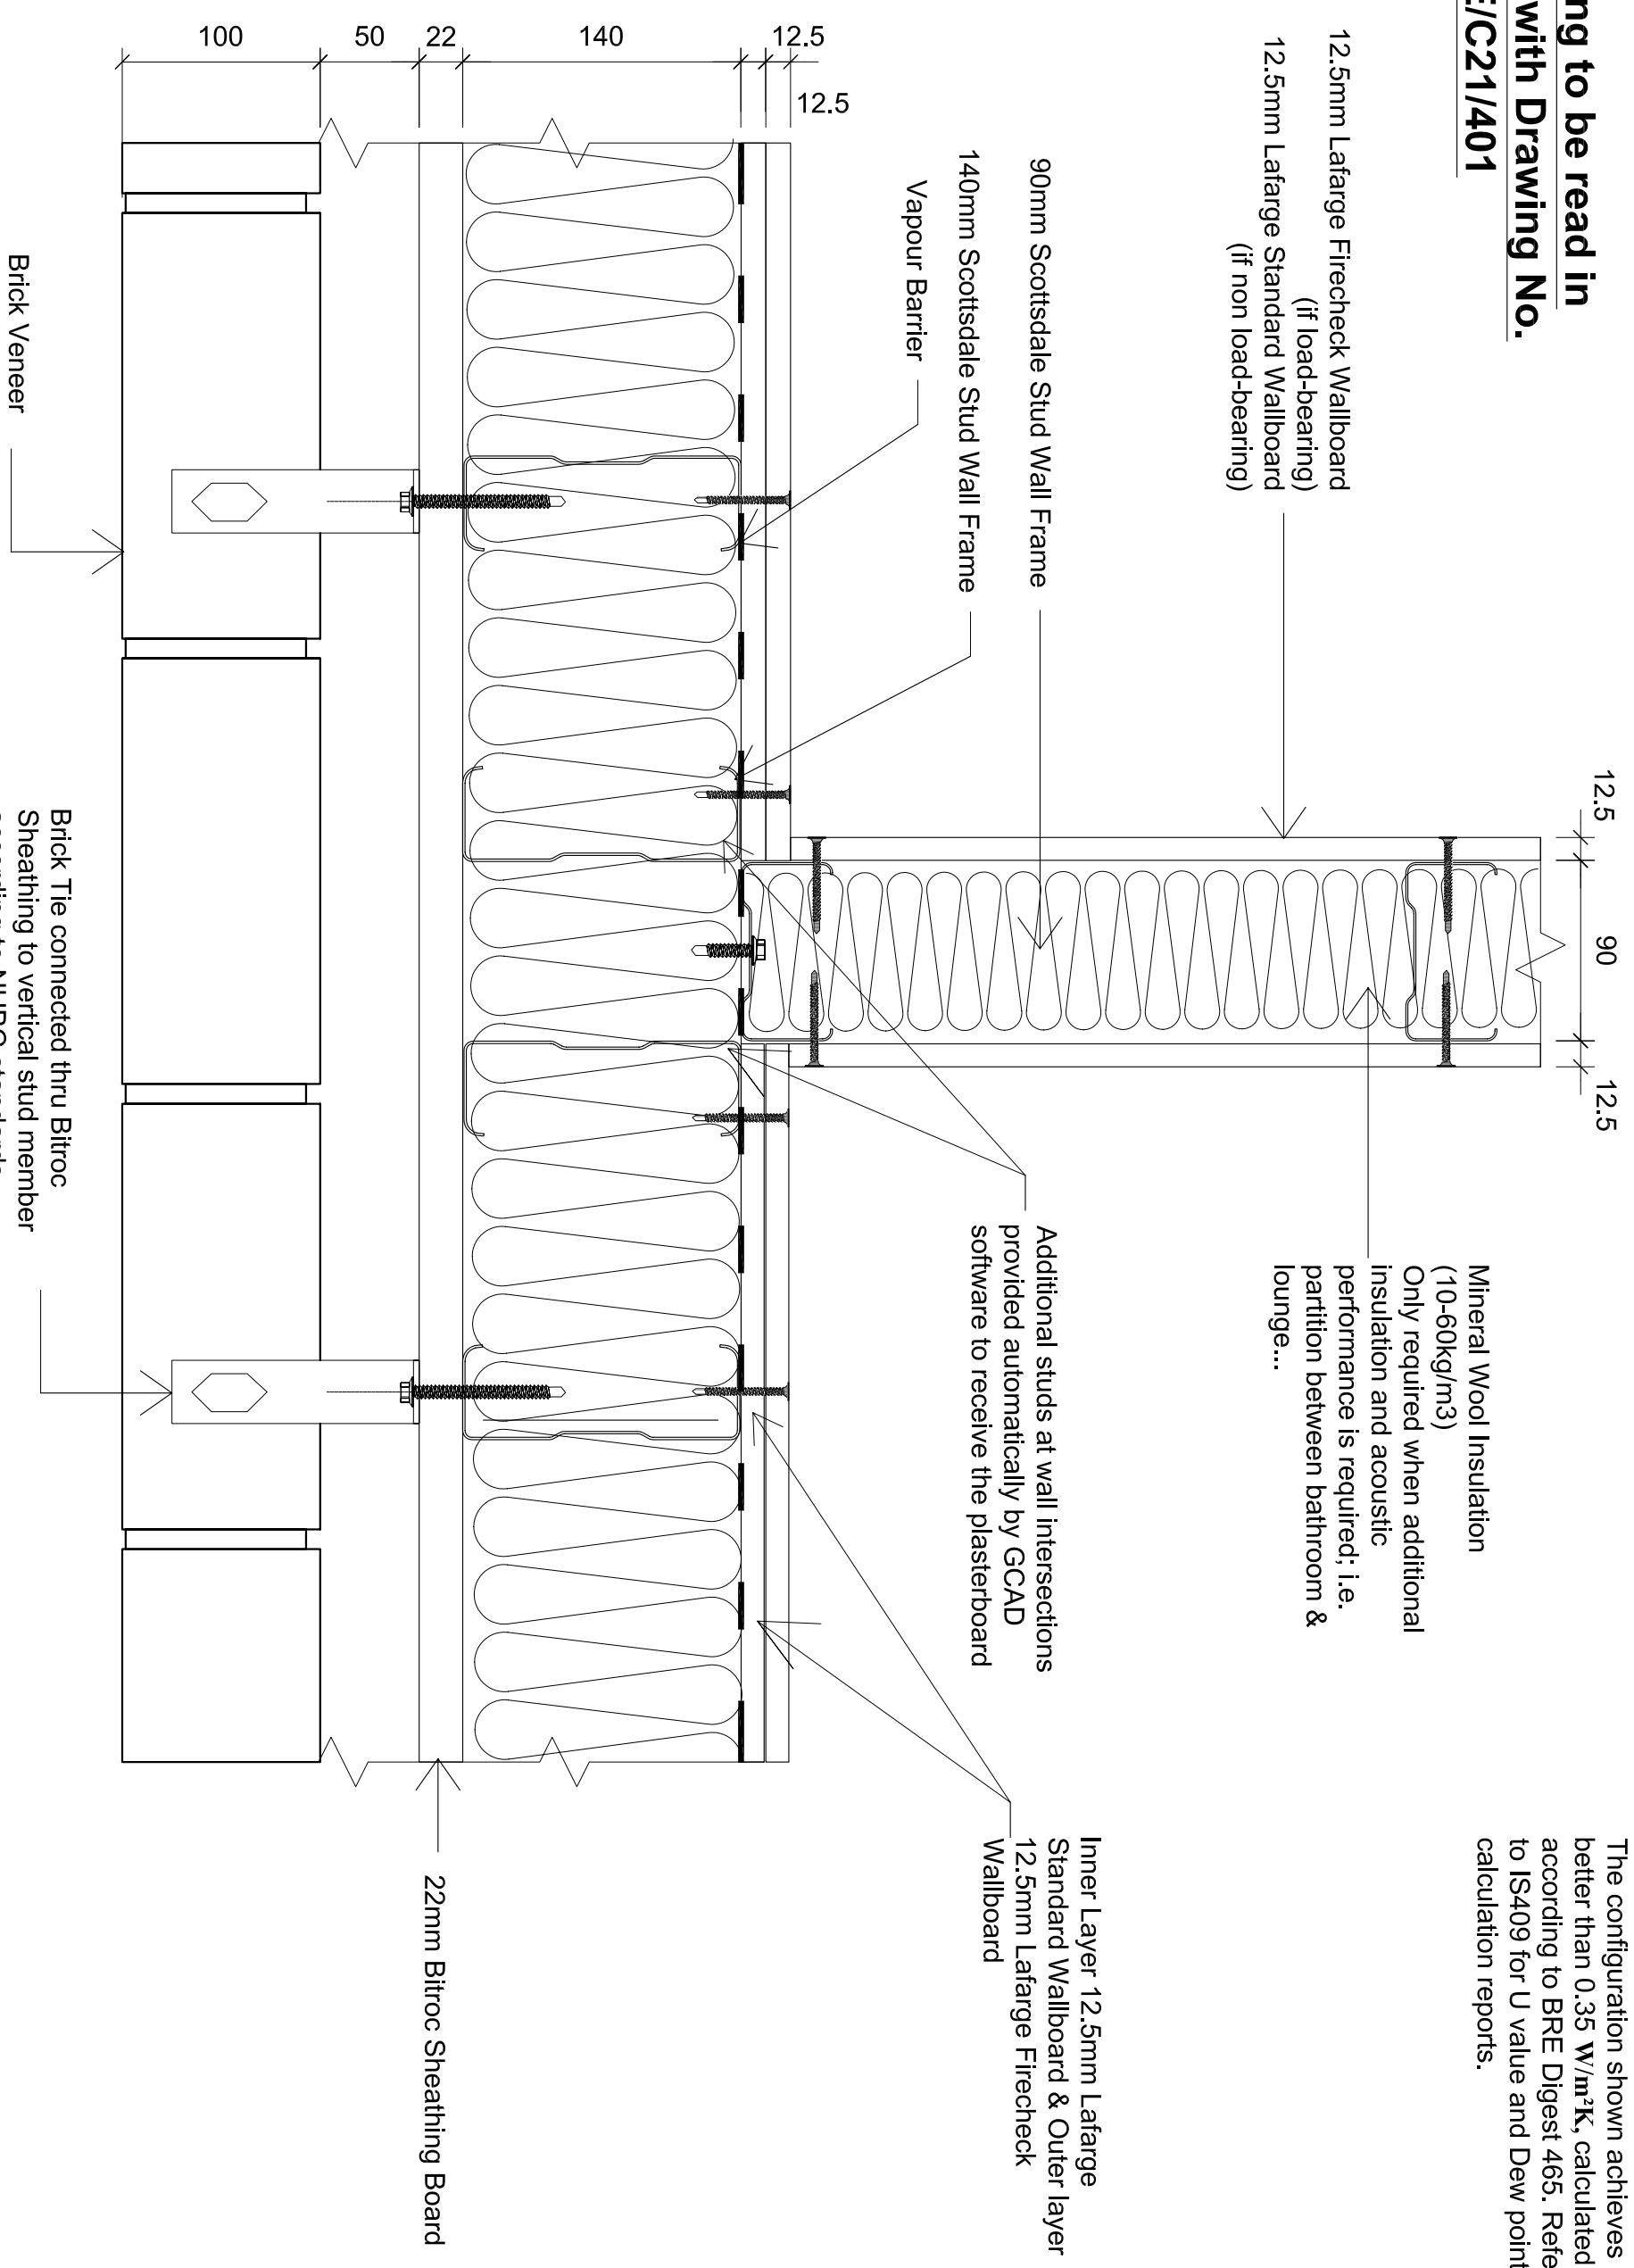 ng to be read in
with Drawing No.
E/C21/401
12.5mm Lafarge Firecheck Wallboard
(if load-bearing)
12.5mm Lafarge Standard Wallboard
(if non load-bearing)
90mm Scottsdale Stud Wall Frame
140mm Scottsdale Stud Wall Frame
Vapour Barrier
12.5
90
12.5
Mineral Wool Insulation
(10-60kg/m3)
Only required when additional
insulation and acoustic
performance is required; i.e.
partition between bathroom &
lounge...
Additional studs at wall intersections
provided automatically by GCAD
software to receive the plasterboard
The configuration shown achieves
better than 0.35 W/m²K, calculated
according to BRE Digest 465. Refe
to IS409 for U value and Dew point
calculation reports.
Inner Layer 12.5mm Lafarge
Standard Wallboard & Outer layer
12.5mm Lafarge Firecheck
Wallboard
22mm Bitroc Sheathing Board
12.5
12.5
140
22
50
100
Brick Veneer
Brick Tie connected thru Bitroc
Sheathing to vertical stud member